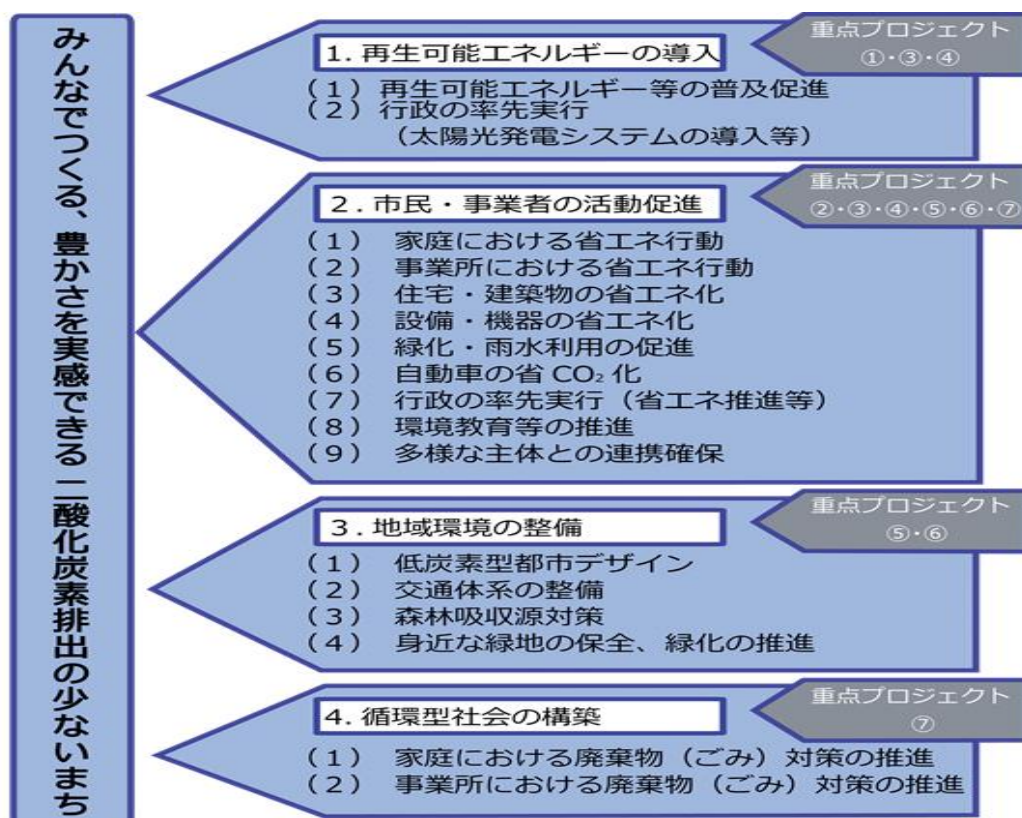 みんなでつくる、豊かさを実感できる 二酸化炭素排出の少ないまち
重点プロジェクト
①・③・④
1. 再生可能エネルギーの導入
(1) 再生可能エネルギー等の普及促進
(2) 行政の率先実行
(太陽光発電システムの導入等)
重点プロジェクト
②・③・④・⑤・⑥・⑦
2. 市民・事業者の活動促進
(1) 家庭における省エネ行動
(2) 事業所における省エネ行動
(3) 住宅・建築物の省エネ化
(4) 設備・機器の省エネ化
(5) 緑化・雨水利用の促進
(6) 自動車の省 CO₂ 化
(7) 行政の率先実行（省エネ推進等）
(8) 環境教育等の推進
(9) 多様な主体との連携確保
重点プロジェクト
⑤・⑥
3. 地域環境の整備
(1) 低炭素型都市デザイン
(2) 交通体系の整備
(3) 森林吸収源対策
(4) 身近な緑地の保全、緑化の推進
重点プロジェクト
⑦
4. 循環型社会の構築
(1) 家庭における廃棄物（ごみ）対策の推進
(2) 事業所における廃棄物（ごみ）対策の推進